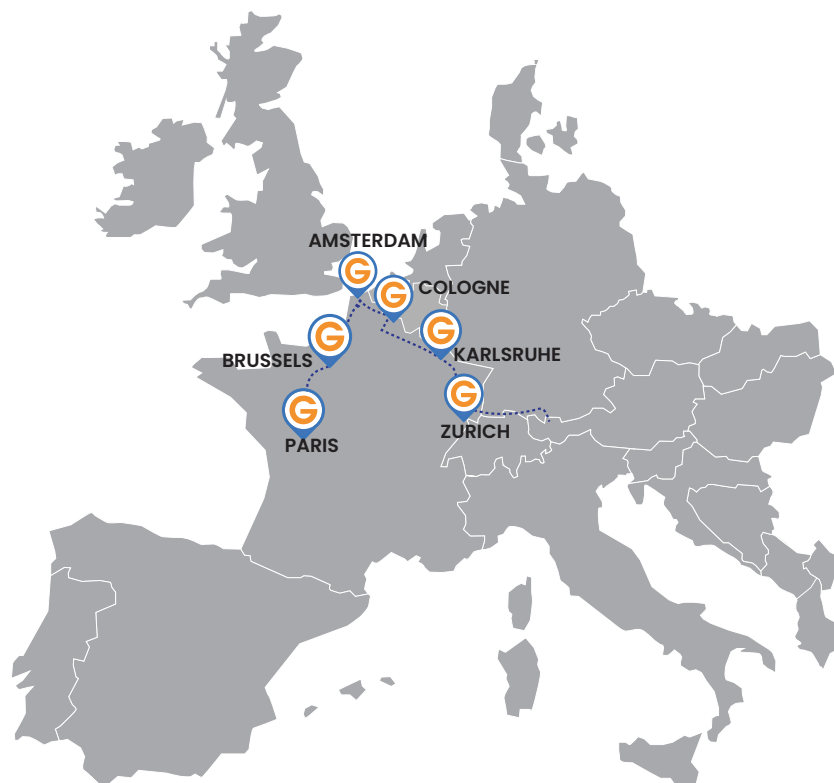 AMSTERDAM
G
G
COLOGNE
G
G
BRUSSELS
KARLSRUHE
G
G
ZURICH
PARIS